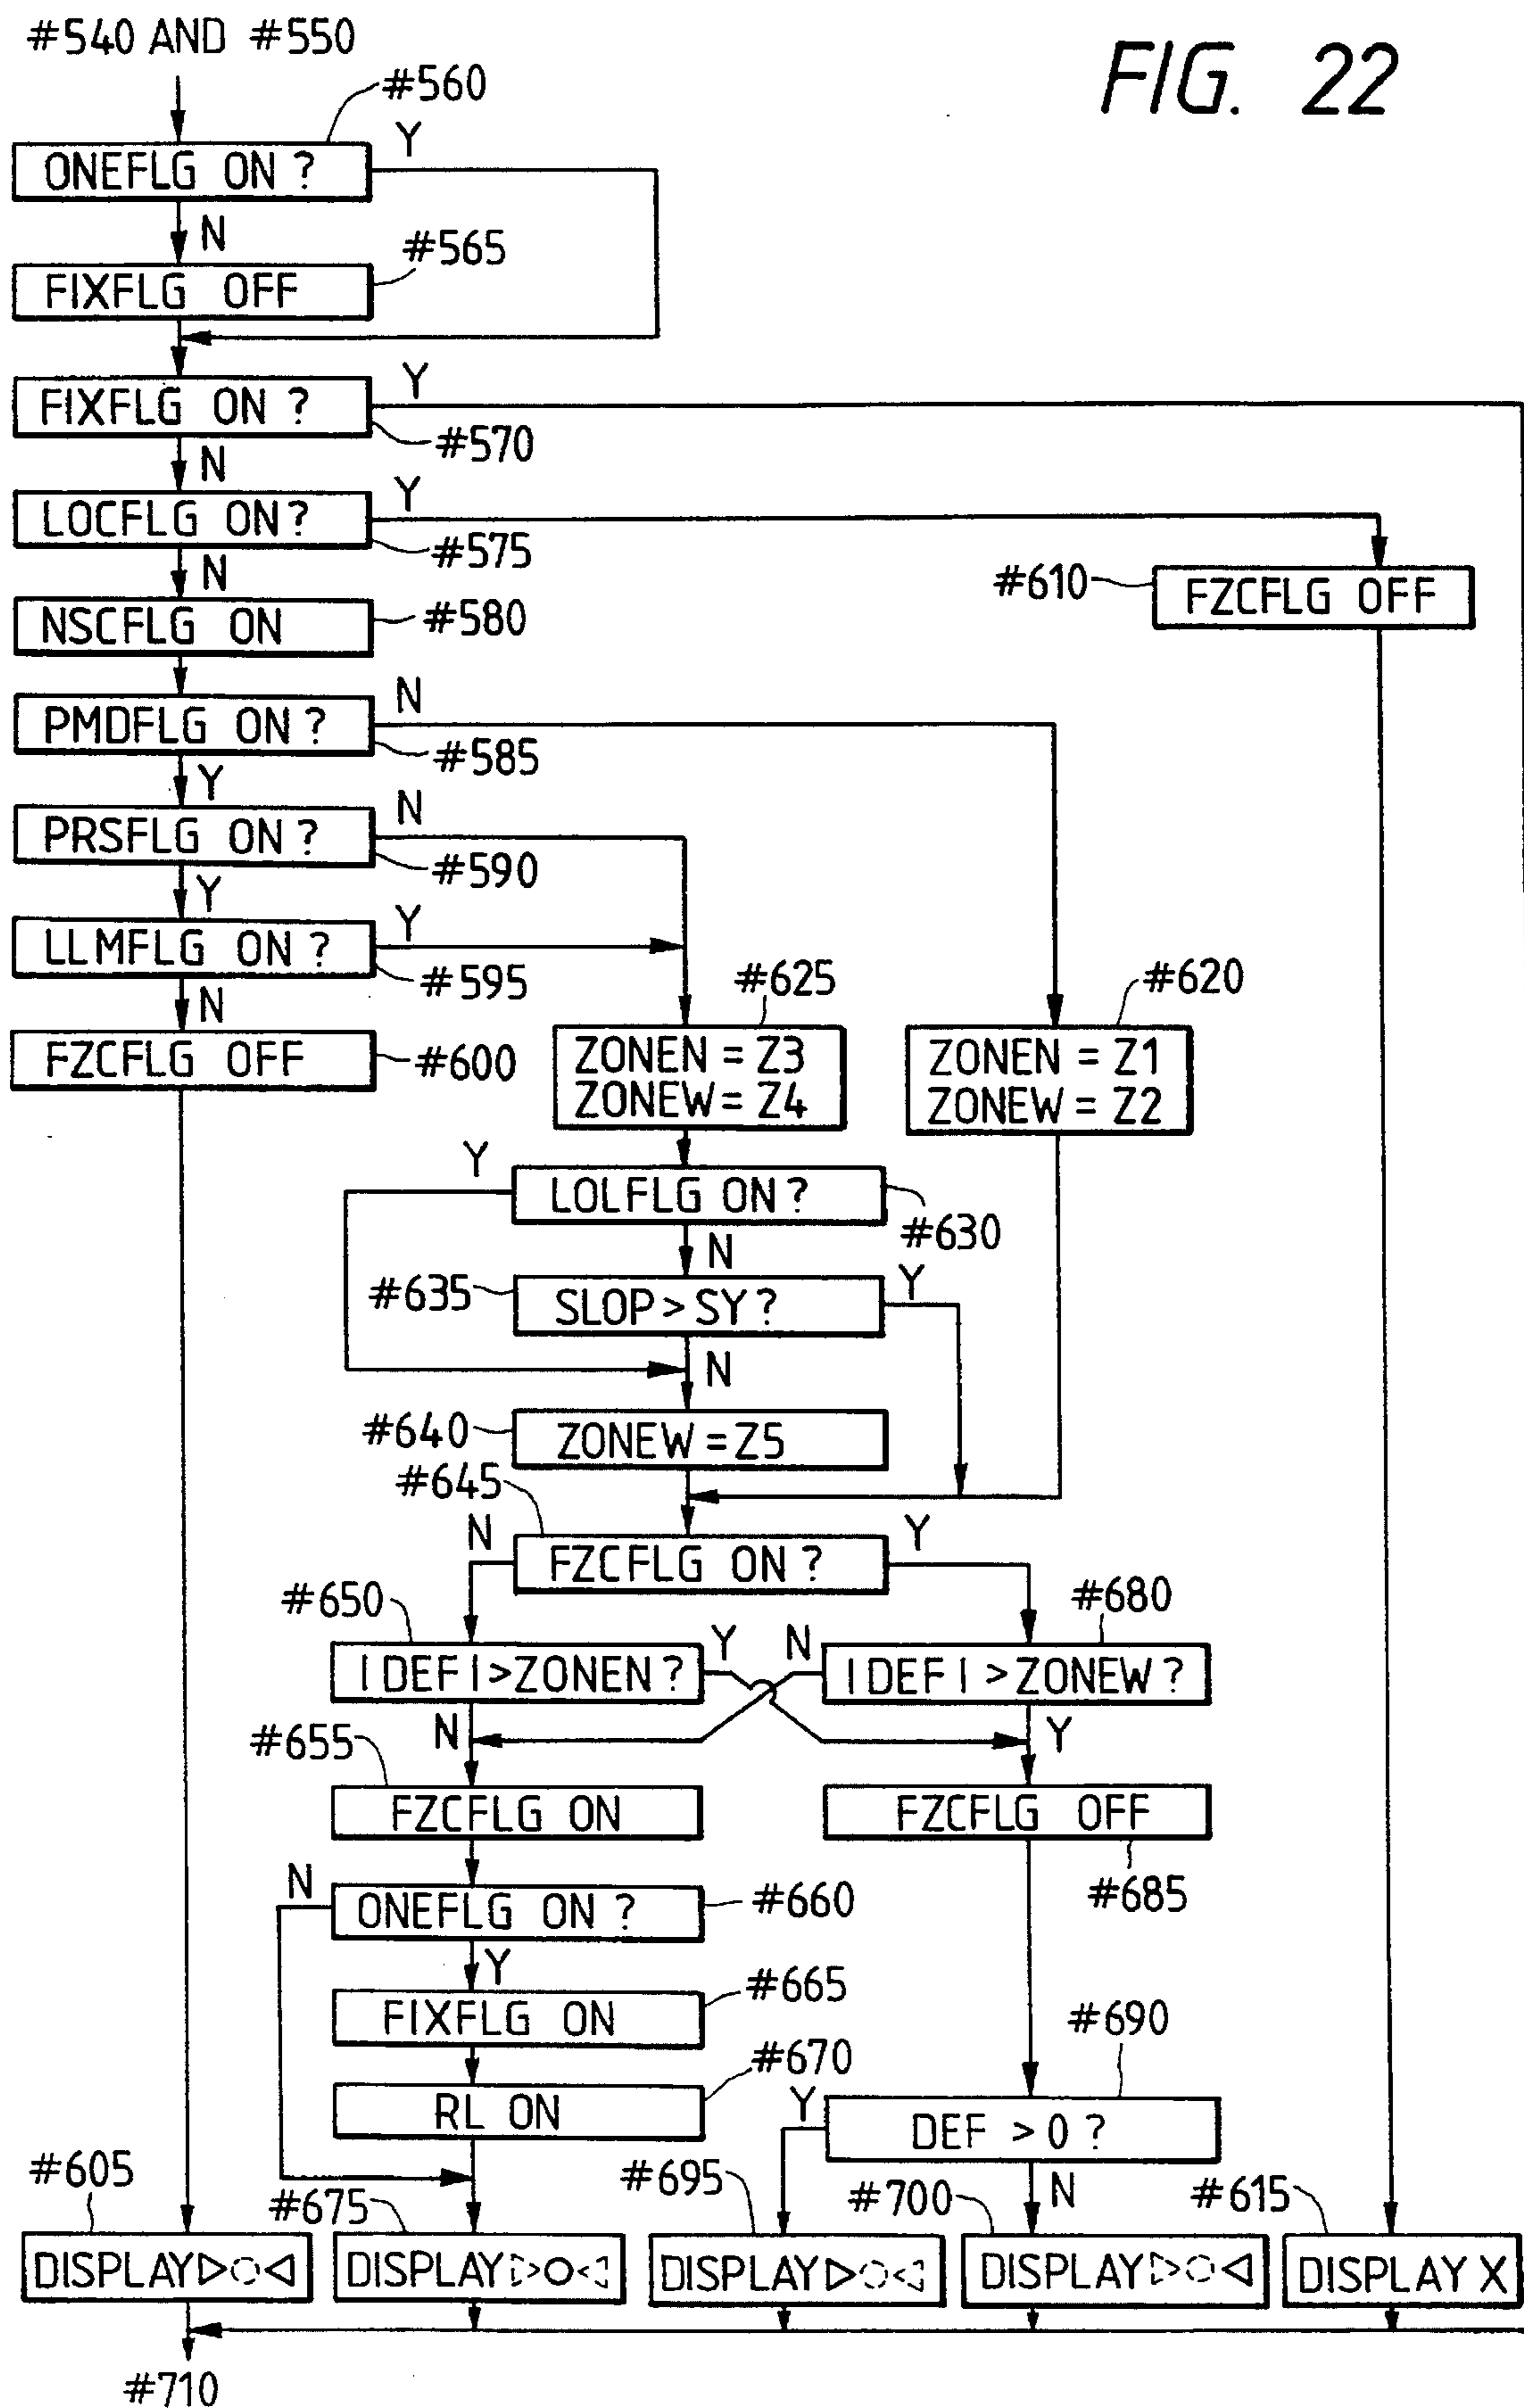 #540 AND #550
FIG. 22
#560
ONEFLG ON ?
Y
N
#565
FIXFLG OFF
FIXFLG ON ?
Y
#570
N
LOCFLG ON?
Y
#575
N
#610
FZCFLG OFF
NSCFLG ON
#580
PMDFLG ON ?
N
#585
Y
PRSFLG ON ?
N
#590
Y
LLMFLG ON ?
Y
#595
N
#625
#620
FZCFLG OFF
#600
ZONEN = Z3
ZONEW = Z4
ZONEN = Z1
ZONEW = Z2
Y
LOLFLG ON?
#630
N
#635
SLOP > SY?
Y
N
#640
ZONEW = Z5
#645
N
FZCFLG ON ?
Y
#650
#680
|DEF|>ZONEN ?
Y
N
|DEF| > ZONEW ?
N
Y
#655
FZCFLG ON
FZCFLG OFF
#685
N
ONEFLG ON ?
#660
Y
FIXFLG ON
#665
#690
RL ON
#670
Y
DEF > 0 ?
N
#605
#675
#695
#700
#615
DISPLAY ▷◌◁
DISPLAY ▷○◁
DISPLAY ▷◌◁
DISPLAY ▷◌◁
DISPLAY X
#710